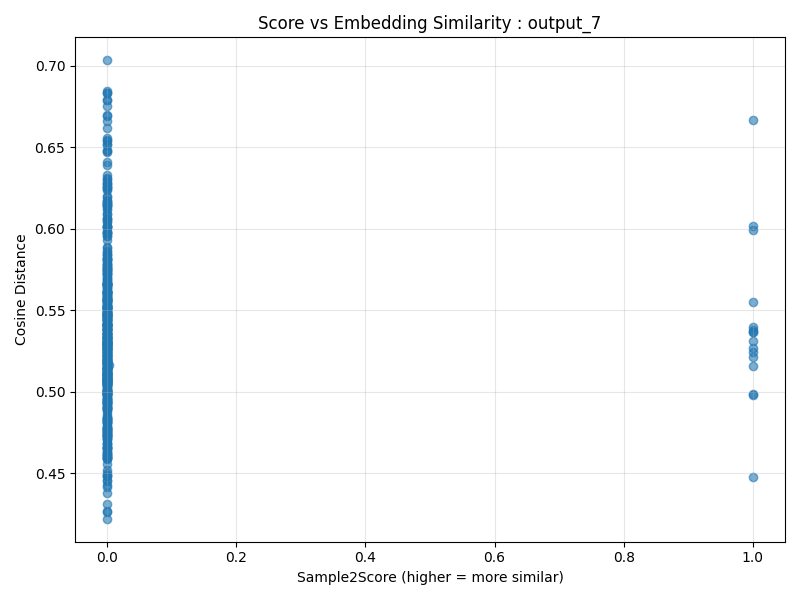 Score vs Embedding Similarity : output_7
Cosine Distance
0.70
0.65
0.60
0.55
0.50
0.45
0.0 0.2 0.4 0.6 0.8 1.0
Sample2Score (higher = more similar)